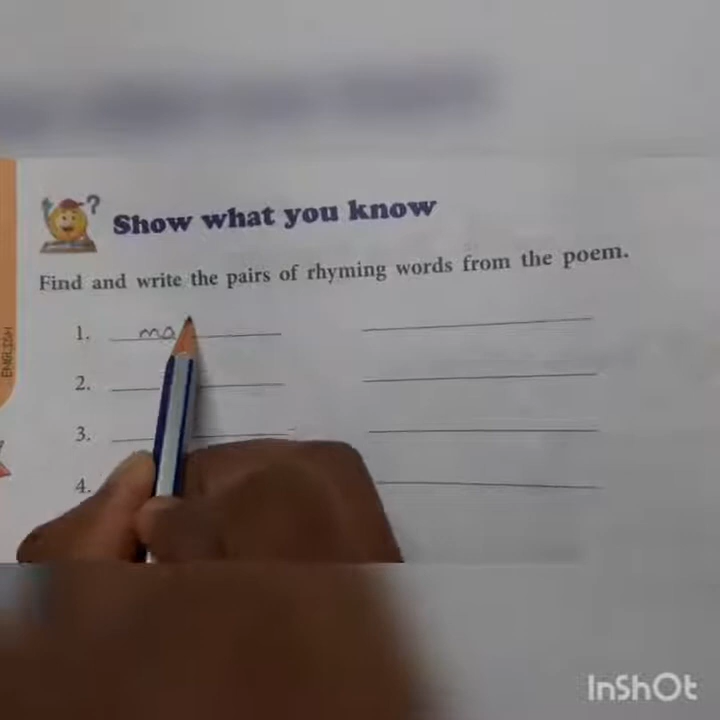 ?
Show what you know
Find and write the pairs of rhyming words from the poem.
1. ma
2.
3.
4.
ENGLISH
InShOt